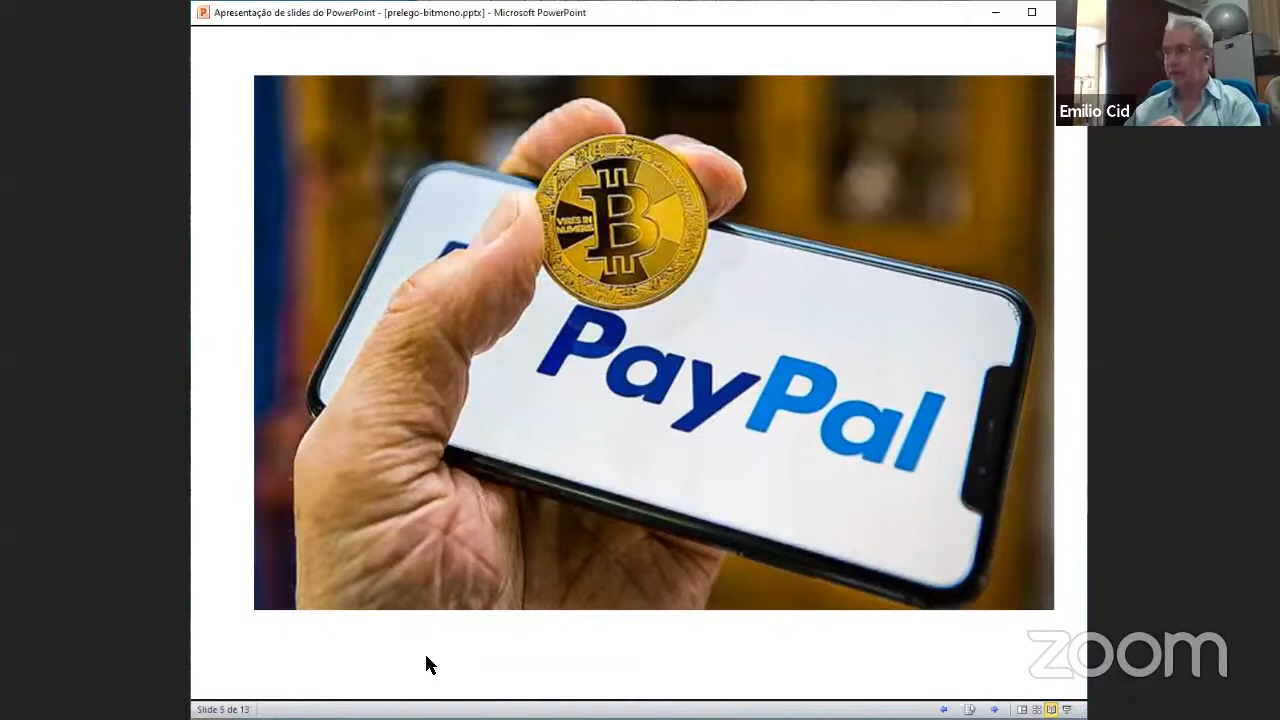 Apresentação de slides do PowerPoint - [prelego-bitmono.pptx] - Microsoft PowerPoint
Emilio Cid
VIRES IN
NUMERIS
PayPal
zoom
Slide 5 de 13